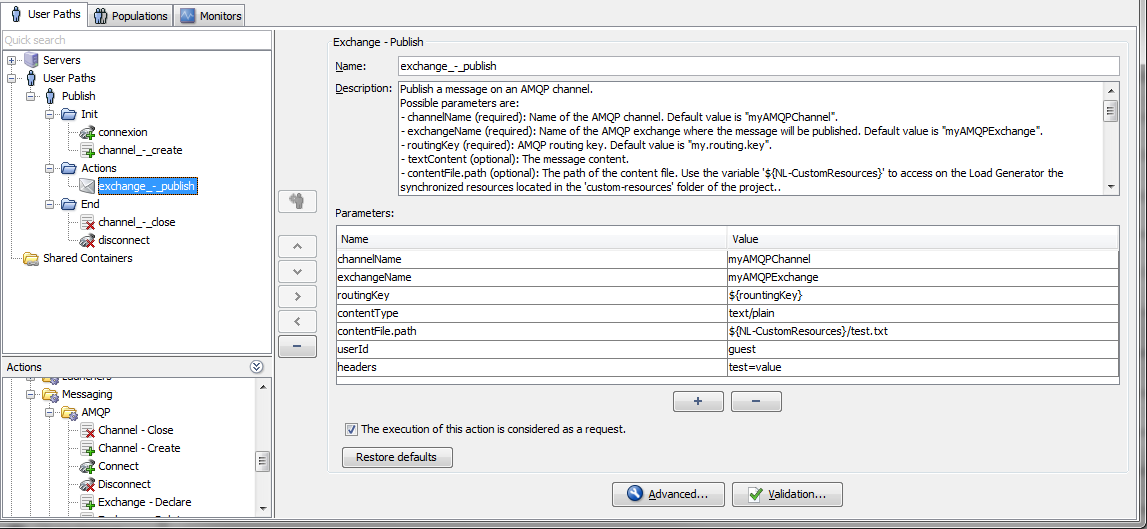 User Paths
Populations
Monitors
Quick search
Servers
User Paths
Publish
Init
connexion
channel_-_create
Actions
exchange_-_publish
End
channel_-_close
disconnect
Shared Containers
Actions
Launchers
Messaging
AMQP
Channel - Close
Channel - Create
Connect
Disconnect
Exchange - Declare
Exchange - Publish
Name:
exchange_-_publish
Description:
Publish a message on an AMQP channel.
Possible parameters are:
- channelName (required): Name of the AMQP channel. Default value is "myAMQPChannel".
- exchangeName (required): Name of the AMQP exchange where the message will be published. Default value is "myAMQPExchange".
- routingKey (required): AMQP routing key. Default value is "my.routing.key".
- textContent (optional): The message content.
- contentFile.path (optional): The path of the content file. Use the variable '${NL-CustomResources}' to access on the Load Generator the
synchronized resources located in the 'custom-resources' folder of the project..
Parameters:
Name Value
channelName myAMQPChannel
exchangeName myAMQPExchange
routingKey ${rountingKey}
contentType text/plain
contentFile.path ${NL-CustomResources}/test.txt
userId guest
headers test=value
The execution of this action is considered as a request.
Restore defaults
Advanced...
Validation...